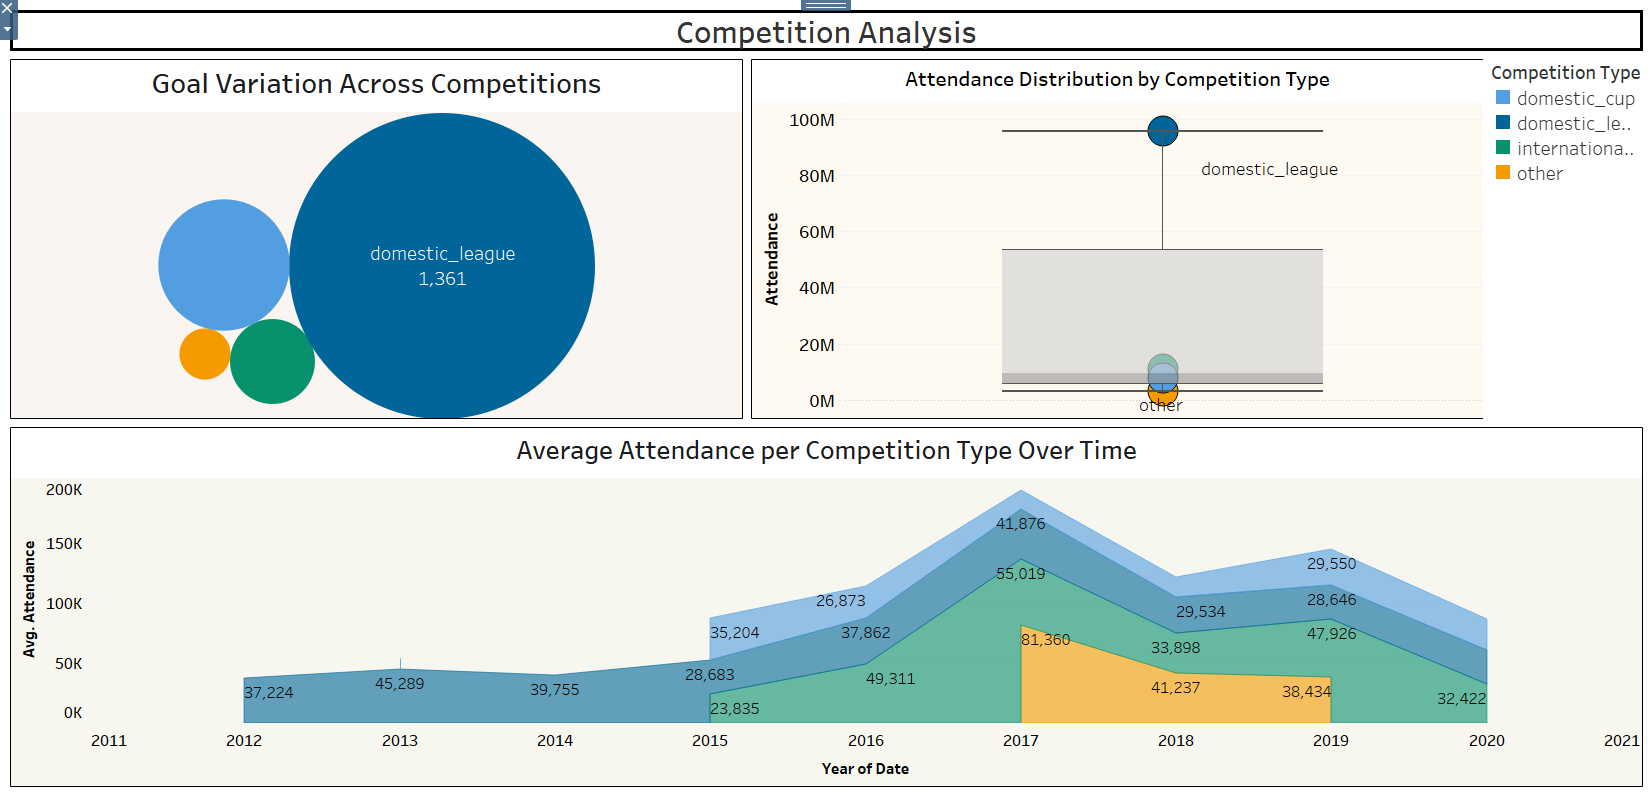 Competition Analysis
Goal Variation Across Competitions
domestic_league
1,361
Attendance Distribution by Competition Type
100M
80M
60M
40M
20M
0M
Attendance
domestic_league
other
Competition Type
domestic_cup
domestic_le..
internationa..
other
Average Attendance per Competition Type Over Time
200K
150K
100K
50K
0K
Avg. Attendance
37,224
45,289
39,755
35,204
28,683
23,835
26,873
37,862
49,311
41,876
55,019
81,360
29,534
33,898
41,237
29,550
28,646
47,926
38,434
32,422
2011 2012 2013 2014 2015 2016 2017 2018 2019 2020 2021
Year of Date